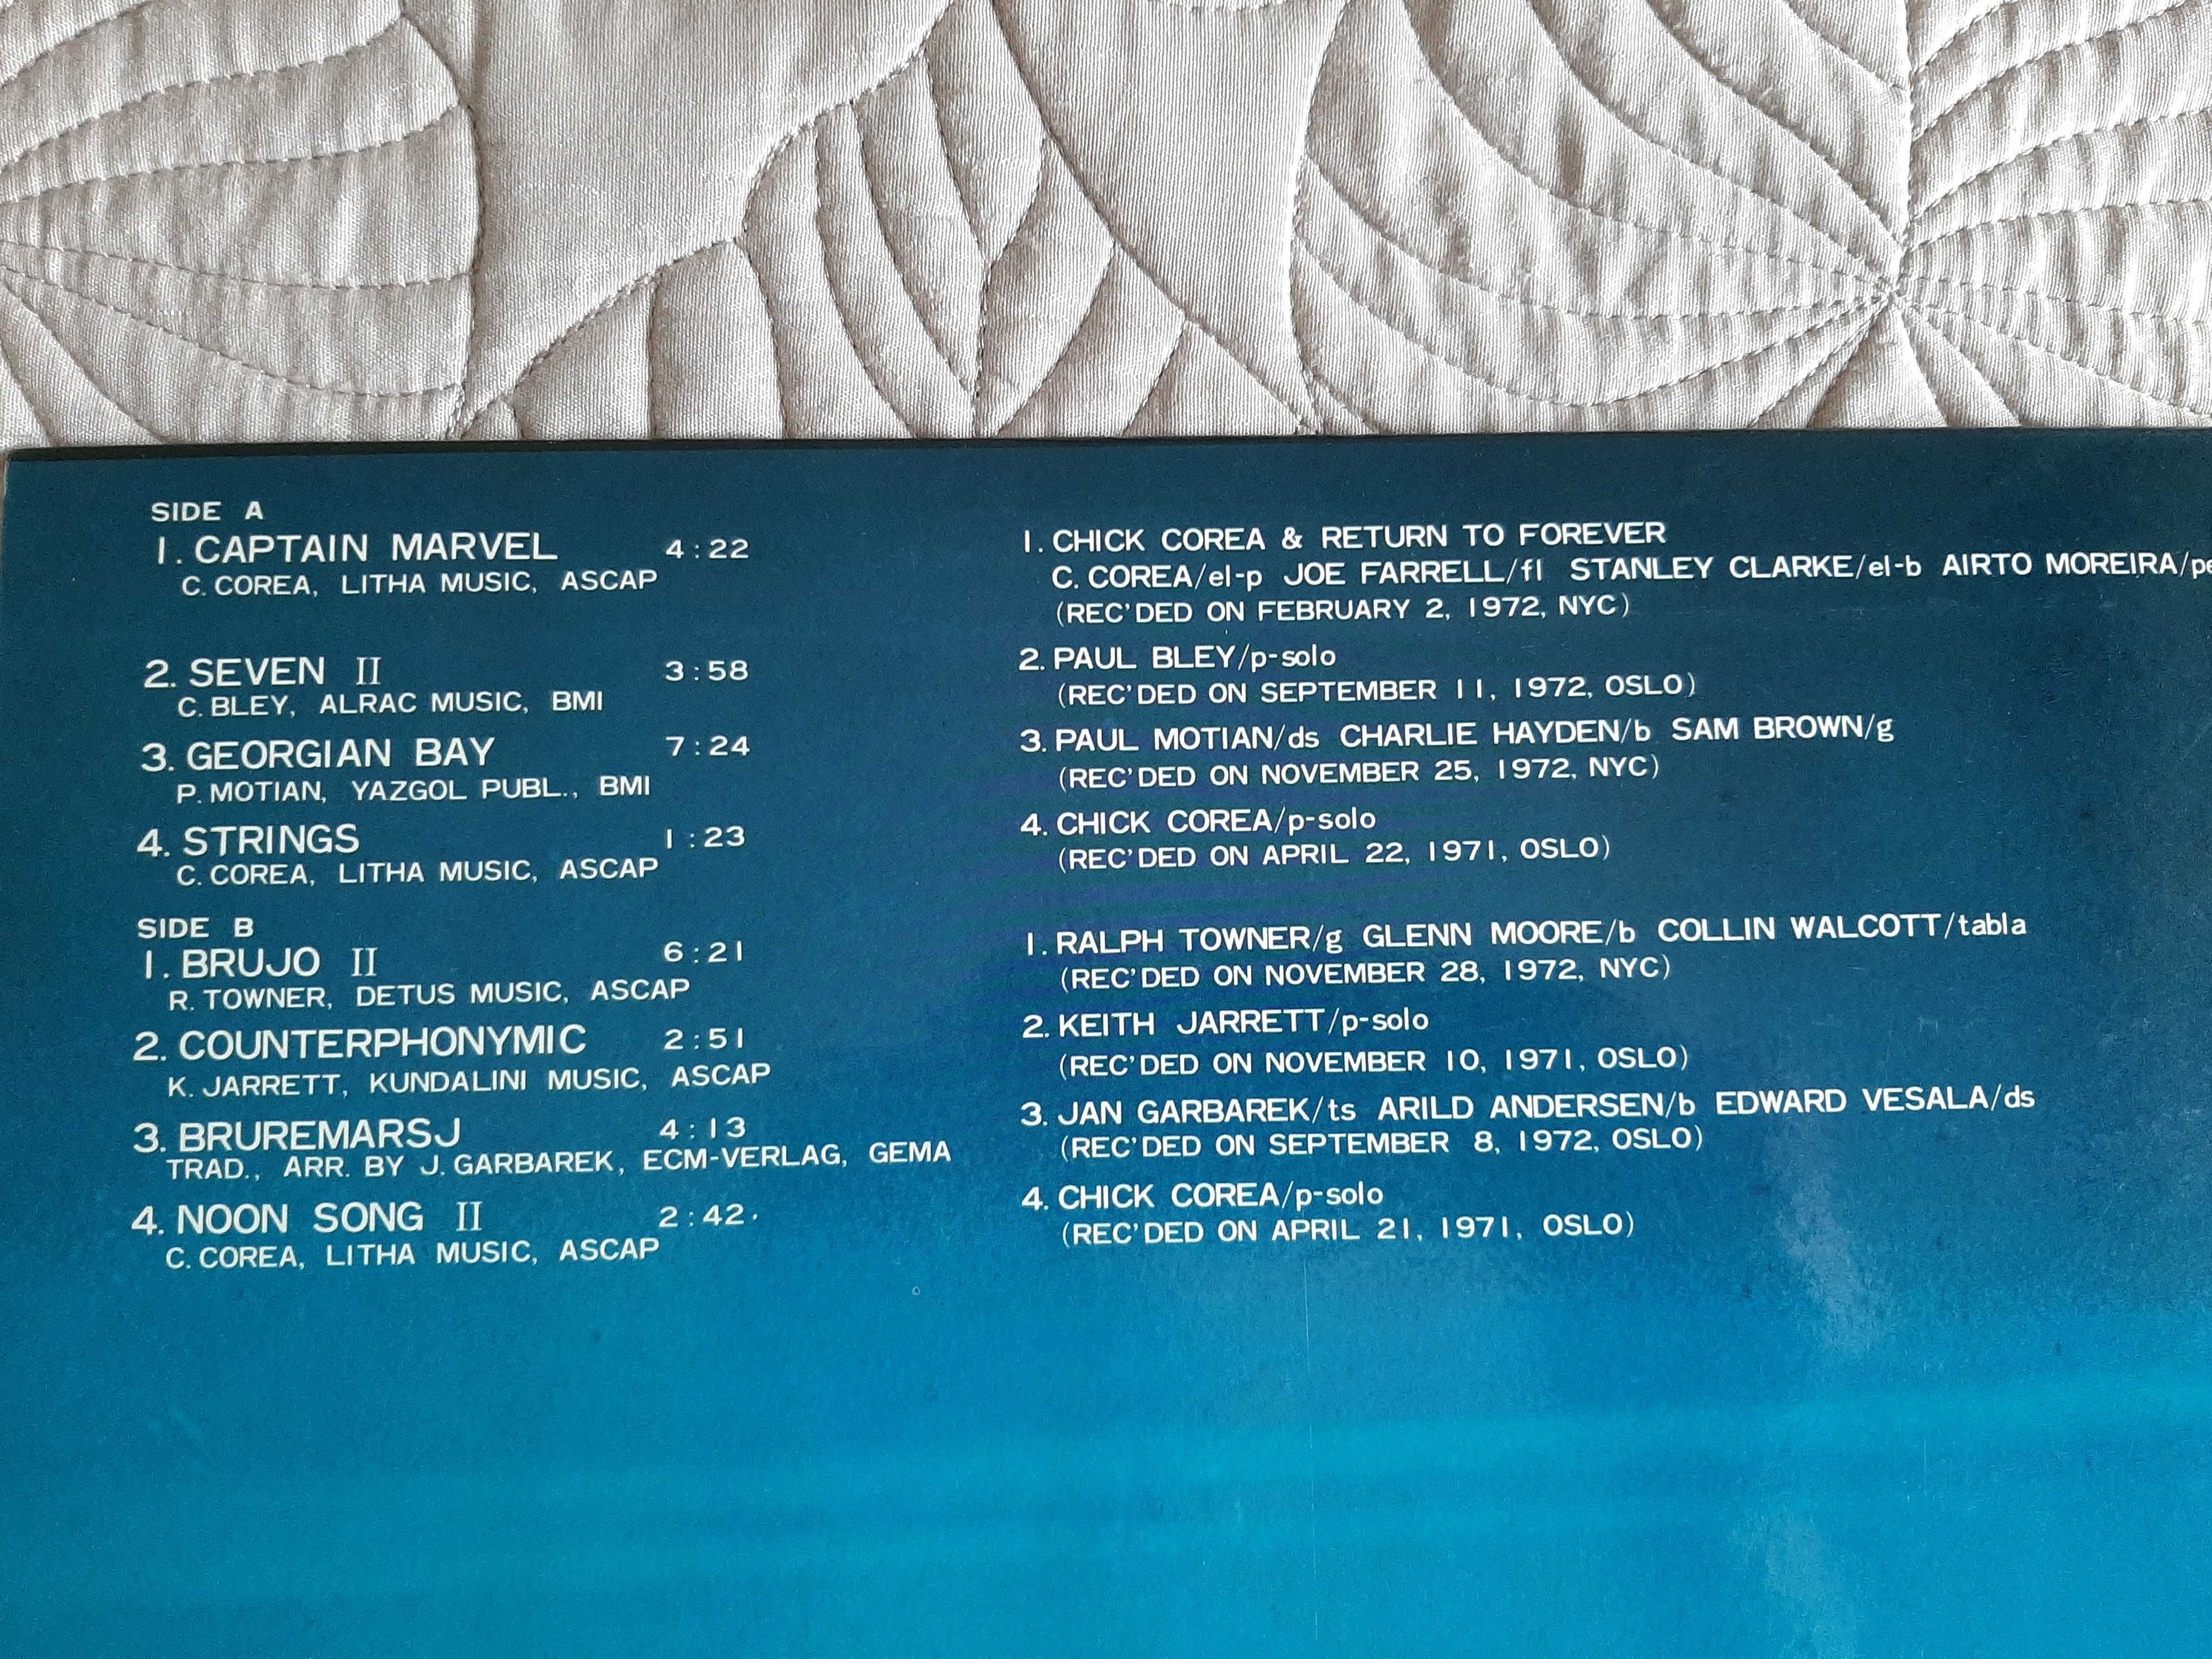 SIDE A
1. CAPTAIN MARVEL 4:22
C. COREA, LITHA MUSIC, ASCAP
2. SEVEN II 3:58
C. BLEY, ALRAC MUSIC, BMI
3. GEORGIAN BAY 7:24
P. MOTIAN, YAZGOL PUBL., BMI
4. STRINGS 1:23
C. COREA, LITHA MUSIC, ASCAP
SIDE B
1. BRUJO II 6:21
R. TOWNER, DETUS MUSIC, ASCAP
2. COUNTERPHONYMIC 2:51
K. JARRETT, KUNDALINI MUSIC, ASCAP
3. BRUREMARSJ 4:13
TRAD., ARR. BY J. GARBAREK, ECM-VERLAG, GEMA
4. NOON SONG II 2:42.
C. COREA, LITHA MUSIC, ASCAP
1. CHICK COREA & RETURN TO FOREVER
C. COREA/el-p JOE FARRELL/fl STANLEY CLARKE/el-b AIRTO MOREIRA/
(REC'DED ON FEBRUARY 2, 1972, NYC)
2. PAUL BLEY/p-solo
(REC'DED ON SEPTEMBER 11, 1972, OSLO)
3. PAUL MOTIAN/ds CHARLIE HAYDEN/b SAM BROWN/g
(REC'DED ON NOVEMBER 25, 1972, NYC)
4. CHICK COREA/p-solo
(REC'DED ON APRIL 22, 1971, OSLO)
1. RALPH TOWNER/g GLENN MOORE/b COLLIN WALCOTT/tabla
(REC'DED ON NOVEMBER 28, 1972, NYC)
2. KEITH JARRETT/p-solo
(REC'DED ON NOVEMBER 10, 1971, OSLO)
3. JAN GARBAREK/ts ARILD ANDERSEN/b EDWARD VESALA/ds
(REC'DED ON SEPTEMBER 8, 1972, OSLO)
4. CHICK COREA/p-solo
(REC'DED ON APRIL 21, 1971, OSLO)